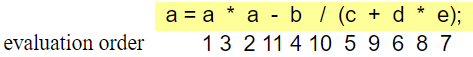 a = a * a - b / (c + d * e);
evaluation order 1 3 2 11 4 10 5 9 6 8 7